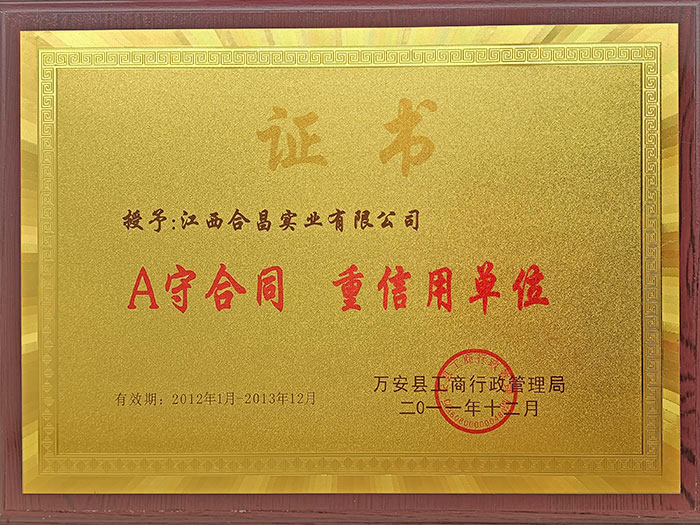 证书
授予:江西合昌实业有限公司
A守合同 重信用单位
有效期：2012年1月-2013年12月
万安县工商行政管理局
二0一一年十二月